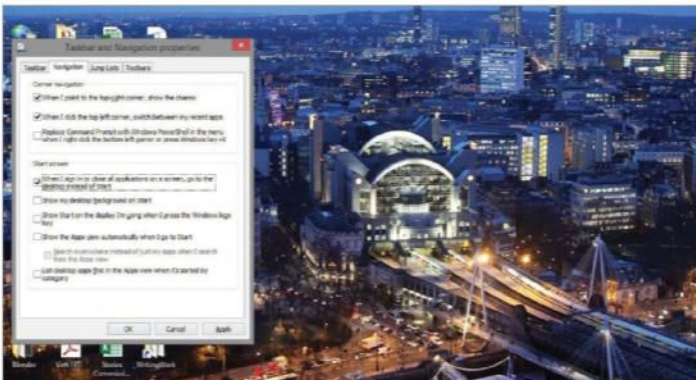 Taskbar and Navigation properties
Taskbar Navigation Jump Lists Toolbars
Corner navigation
When I point to the top-right corner, show the charms
When I click the top left corner, switch between my recent apps
Replace Command Prompt with Windows PowerShell in the menu
when I right-click the bottom left corner or press Windows key+X
Start screen
When I sign in or close all applications on a screen, go to the
desktop instead of Start
Show my desktop background on Start
Show Start on the display I'm using when I press the Windows logo
key
Show the Apps view automatically when I go to Start
Search everywhere instead of just my apps when I search
from the Apps view
List desktop apps first in the Apps view when it's sorted by
category
OK Cancel Apply
Blender